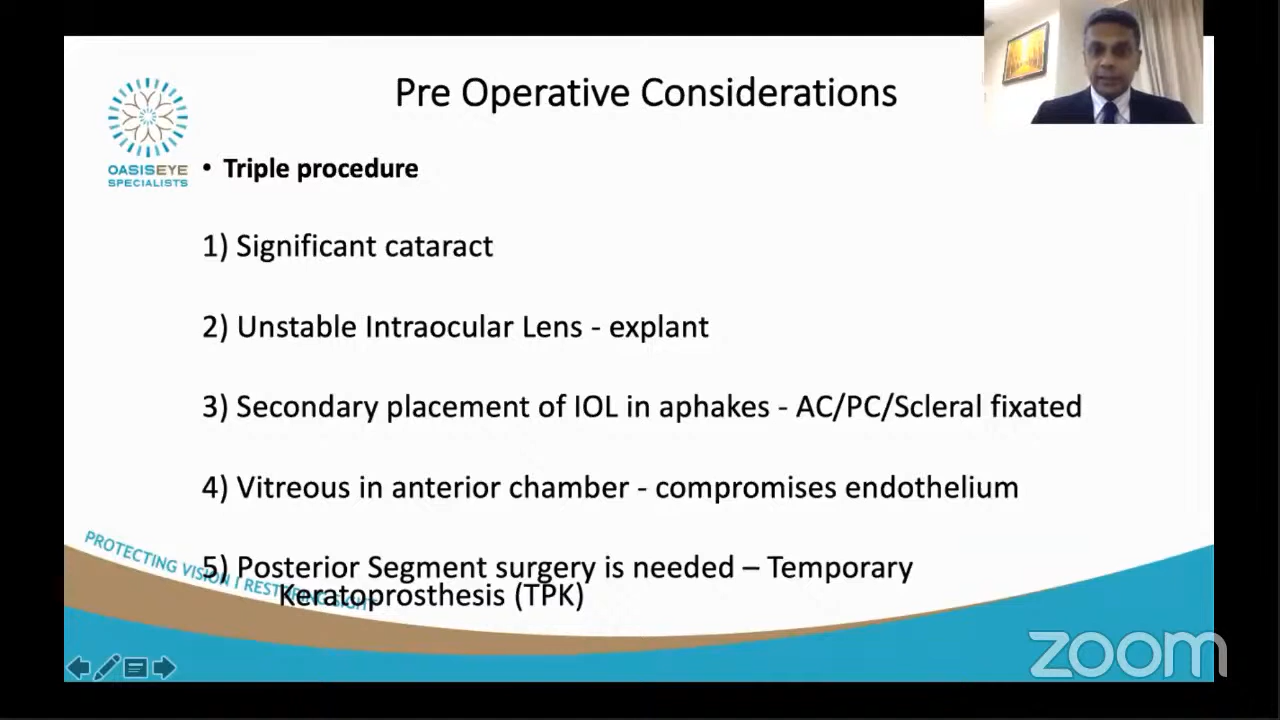 Pre Operative Considerations
OASISEYE
SPECIALISTS
• Triple procedure
1) Significant cataract
2) Unstable Intraocular Lens - explant
3) Secondary placement of IOL in aphakes - AC/PC/Scleral fixated
4) Vitreous in anterior chamber - compromises endothelium
5) Posterior Segment surgery is needed – Temporary
Keratoprosthesis (TPK)
PROTECTING VISION I RESTORING SIGHT
zoom